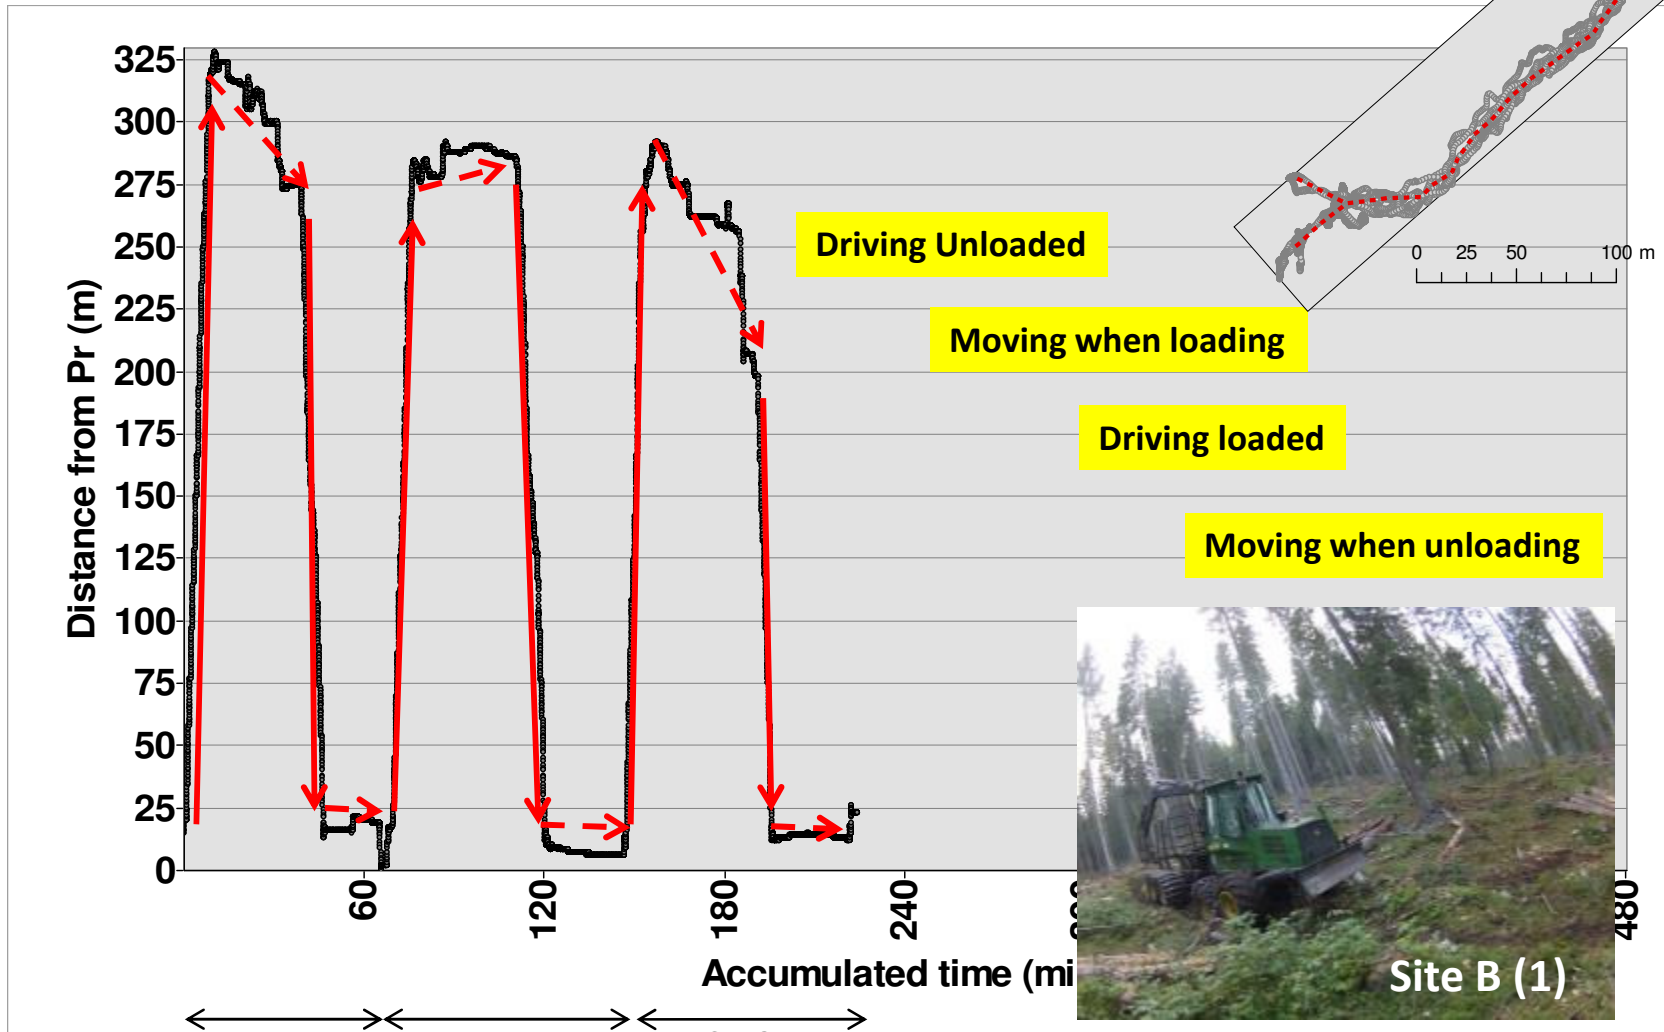 325
300
275
250
225
200
175
150
125
100
75
50
25
0
Distance from Pr (m)
60
120
180
240
480
Accumulated time (mi
Driving Unloaded
Moving when loading
Driving loaded
Moving when unloading
0 25 50 100 m
Site B (1)